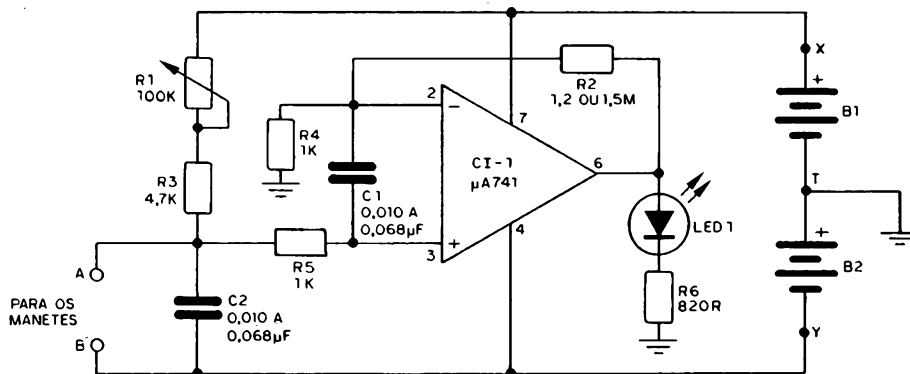 R1
100K
R3
4,7K
A
PARA OS
MANETES
B
C2
0,010 A
0,068µF
R5
1K
R4
1K
C1
0,010 A
0,068µF
2
−
+
3
CI-1
µA741
7
4
6
R2
1,2 OU 1,5M
LED1
R6
820R
X
+
B1
T
+
B2
Y